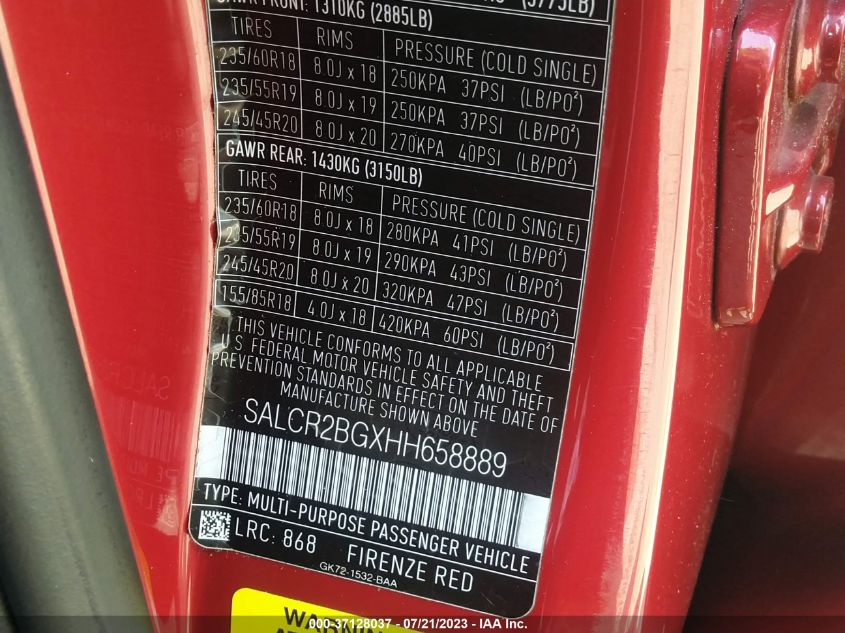 GAWR FRONT: 1310KG (2885LB)
TIRES RIMS PRESSURE (COLD SINGLE)
235/60R18 8.0J x 18 250KPA 37PSI (LB/PO²)
235/55R19 8.0J x 19 250KPA 37PSI (LB/PO²)
245/45R20 8.0J x 20 270KPA 40PSI (LB/PO²)
GAWR REAR: 1430KG (3150LB)
TIRES RIMS PRESSURE (COLD SINGLE)
235/60R18 8.0J x 18 280KPA 41PSI (LB/PO²)
235/55R19 8.0J x 19 290KPA 43PSI (LB/PO²)
245/45R20 8.0J x 20 320KPA 47PSI (LB/PO²)
155/85R18 4.0J x 18 420KPA 60PSI (LB/PO²)
THIS VEHICLE CONFORMS TO ALL APPLICABLE
U.S. FEDERAL MOTOR VEHICLE SAFETY AND THEFT
PREVENTION STANDARDS IN EFFECT ON THE DATE OF
MANUFACTURE SHOWN ABOVE
SALCR2BGXHH658889
TYPE: MULTI-PURPOSE PASSENGER VEHICLE
LRC: 868 FIRENZE RED
GK72-1532-BAA
WARNING
000-37128037 - 07/21/2023 - IAA Inc.